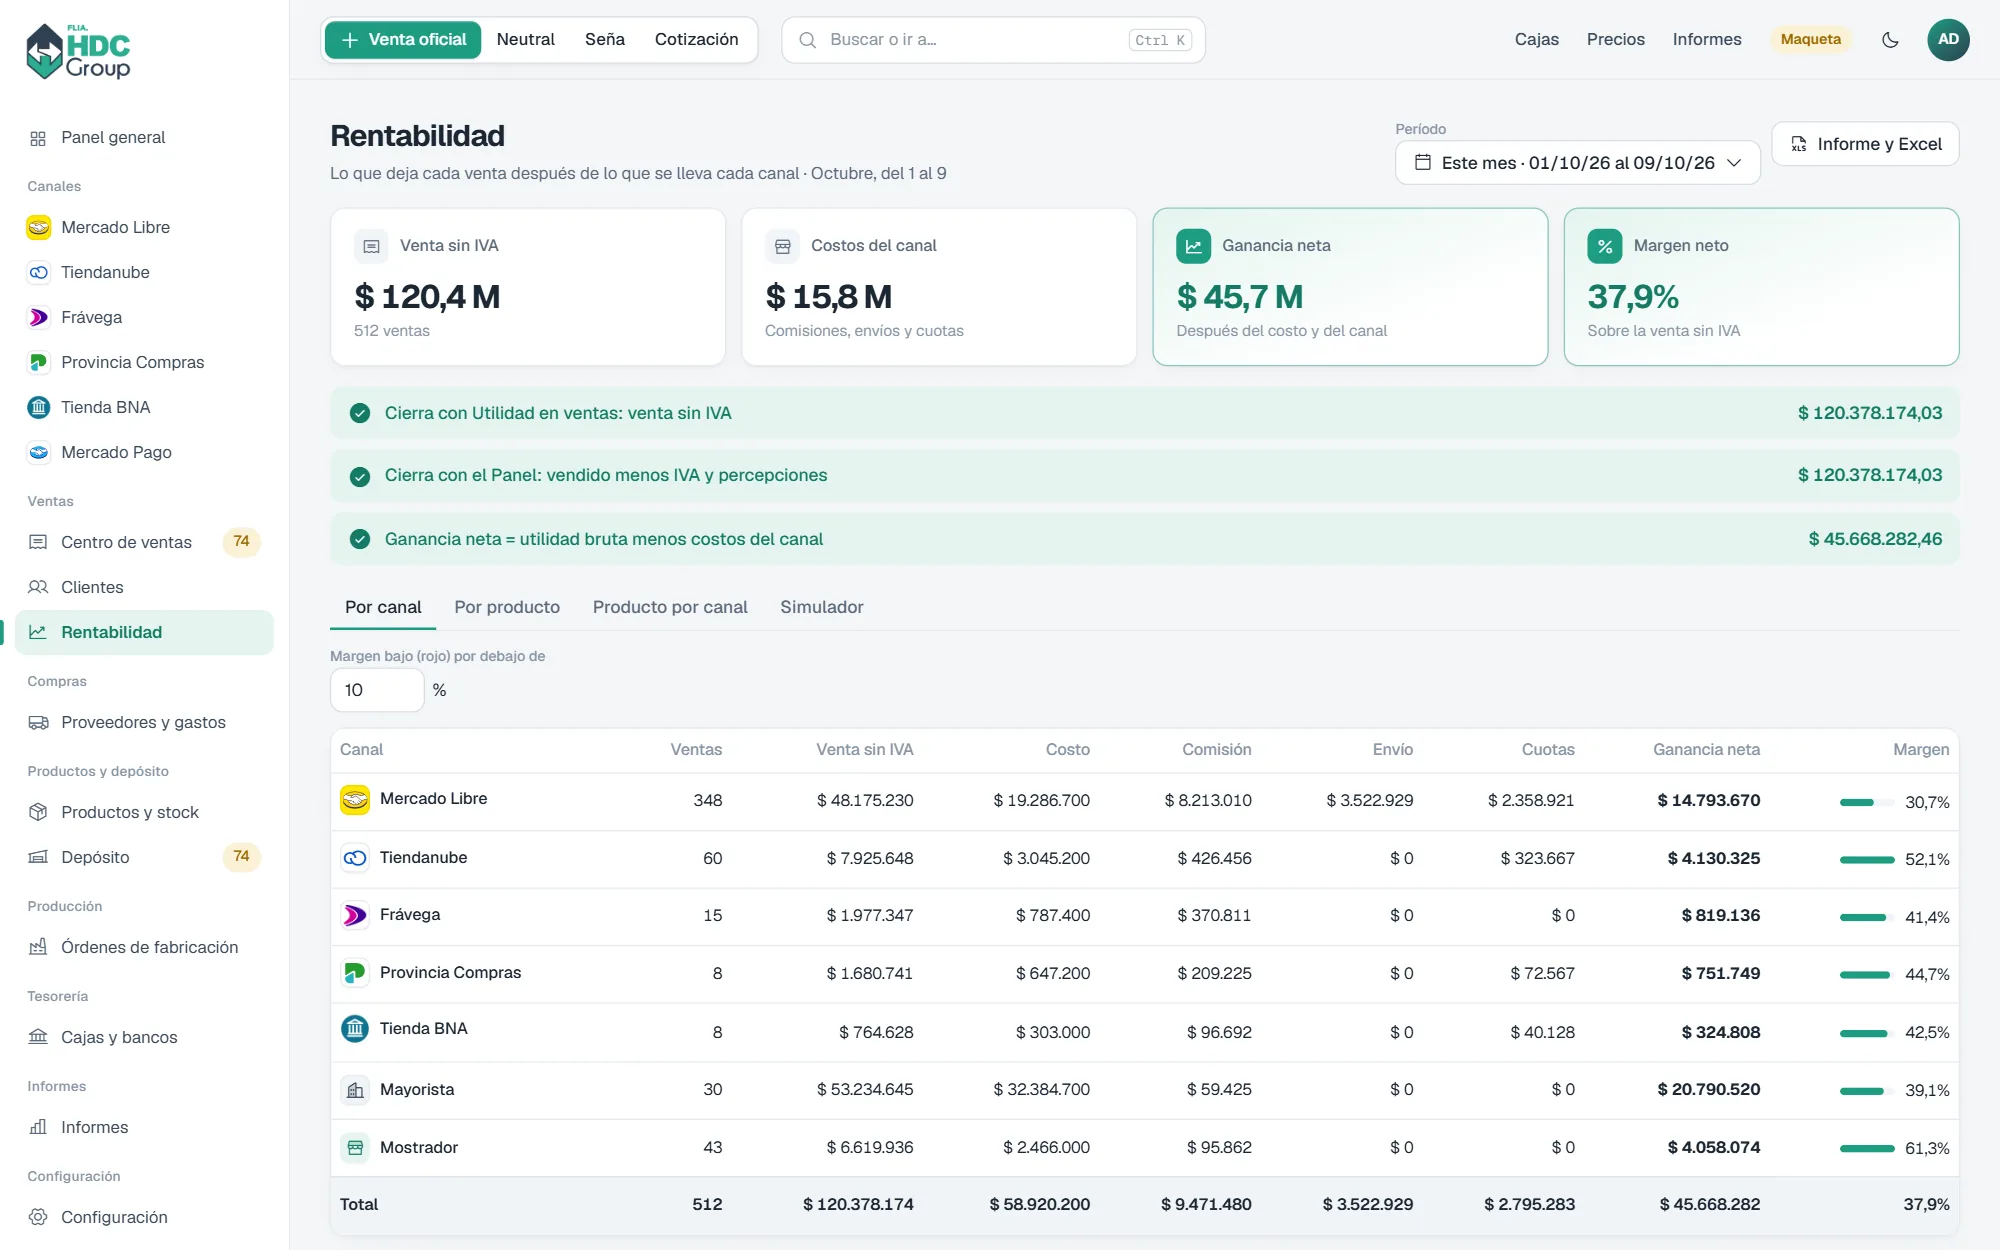 FLIA.
HDC
Group
Venta oficial
Neutral
Seña
Cotización
Buscar o ir a...
Ctrl K
Cajas
Precios
Informes
Maqueta
AD
Panel general
Canales
Mercado Libre
Tiendanube
Frávega
Provincia Compras
Tienda BNA
Mercado Pago
Ventas
Centro de ventas 74
Clientes
Rentabilidad
Compras
Proveedores y gastos
Productos y depósito
Productos y stock
Depósito 74
Producción
Órdenes de fabricación
Tesorería
Cajas y bancos
Informes
Informes
Configuración
Configuración
Rentabilidad
Lo que deja cada venta después de lo que se lleva cada canal · Octubre, del 1 al 9
Período
Este mes · 01/10/26 al 09/10/26
XLS
Informe y Excel
Venta sin IVA
$ 120,4 M
512 ventas
Costos del canal
$ 15,8 M
Comisiones, envíos y cuotas
Ganancia neta
$ 45,7 M
Después del costo y del canal
% Margen neto
37,9%
Sobre la venta sin IVA
Cierra con Utilidad en ventas: venta sin IVA $ 120.378.174,03
Cierra con el Panel: vendido menos IVA y percepciones $ 120.378.174,03
Ganancia neta = utilidad bruta menos costos del canal $ 45.668.282,46
Por canal Por producto Producto por canal Simulador
Margen bajo (rojo) por debajo de
10 %
Canal Ventas Venta sin IVA Costo Comisión Envío Cuotas Ganancia neta Margen
Mercado Libre 348 $ 48.175.230 $ 19.286.700 $ 8.213.010 $ 3.522.929 $ 2.358.921 $ 14.793.670 30,7%
Tiendanube 60 $ 7.925.648 $ 3.045.200 $ 426.456 $ 0 $ 323.667 $ 4.130.325 52,1%
Frávega 15 $ 1.977.347 $ 787.400 $ 370.811 $ 0 $ 0 $ 819.136 41,4%
Provincia Compras 8 $ 1.680.741 $ 647.200 $ 209.225 $ 0 $ 72.567 $ 751.749 44,7%
Tienda BNA 8 $ 764.628 $ 303.000 $ 96.692 $ 0 $ 40.128 $ 324.808 42,5%
Mayorista 30 $ 53.234.645 $ 32.384.700 $ 59.425 $ 0 $ 0 $ 20.790.520 39,1%
Mostrador 43 $ 6.619.936 $ 2.466.000 $ 95.862 $ 0 $ 0 $ 4.058.074 61,3%
Total 512 $ 120.378.174 $ 58.920.200 $ 9.471.480 $ 3.522.929 $ 2.795.283 $ 45.668.282 37,9%